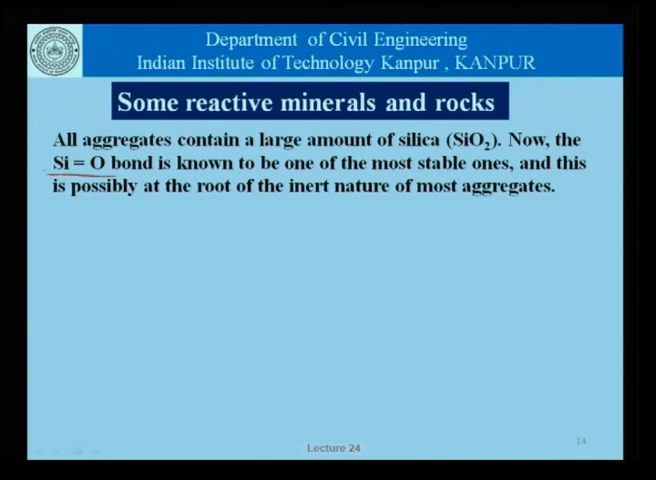 Department of Civil Engineering
Indian Institute of Technology Kanpur , KANPUR
Some reactive minerals and rocks
All aggregates contain a large amount of silica (SiO₂). Now, the
Si = O bond is known to be one of the most stable ones, and this
is possibly at the root of the inert nature of most aggregates.
Lecture 24
14